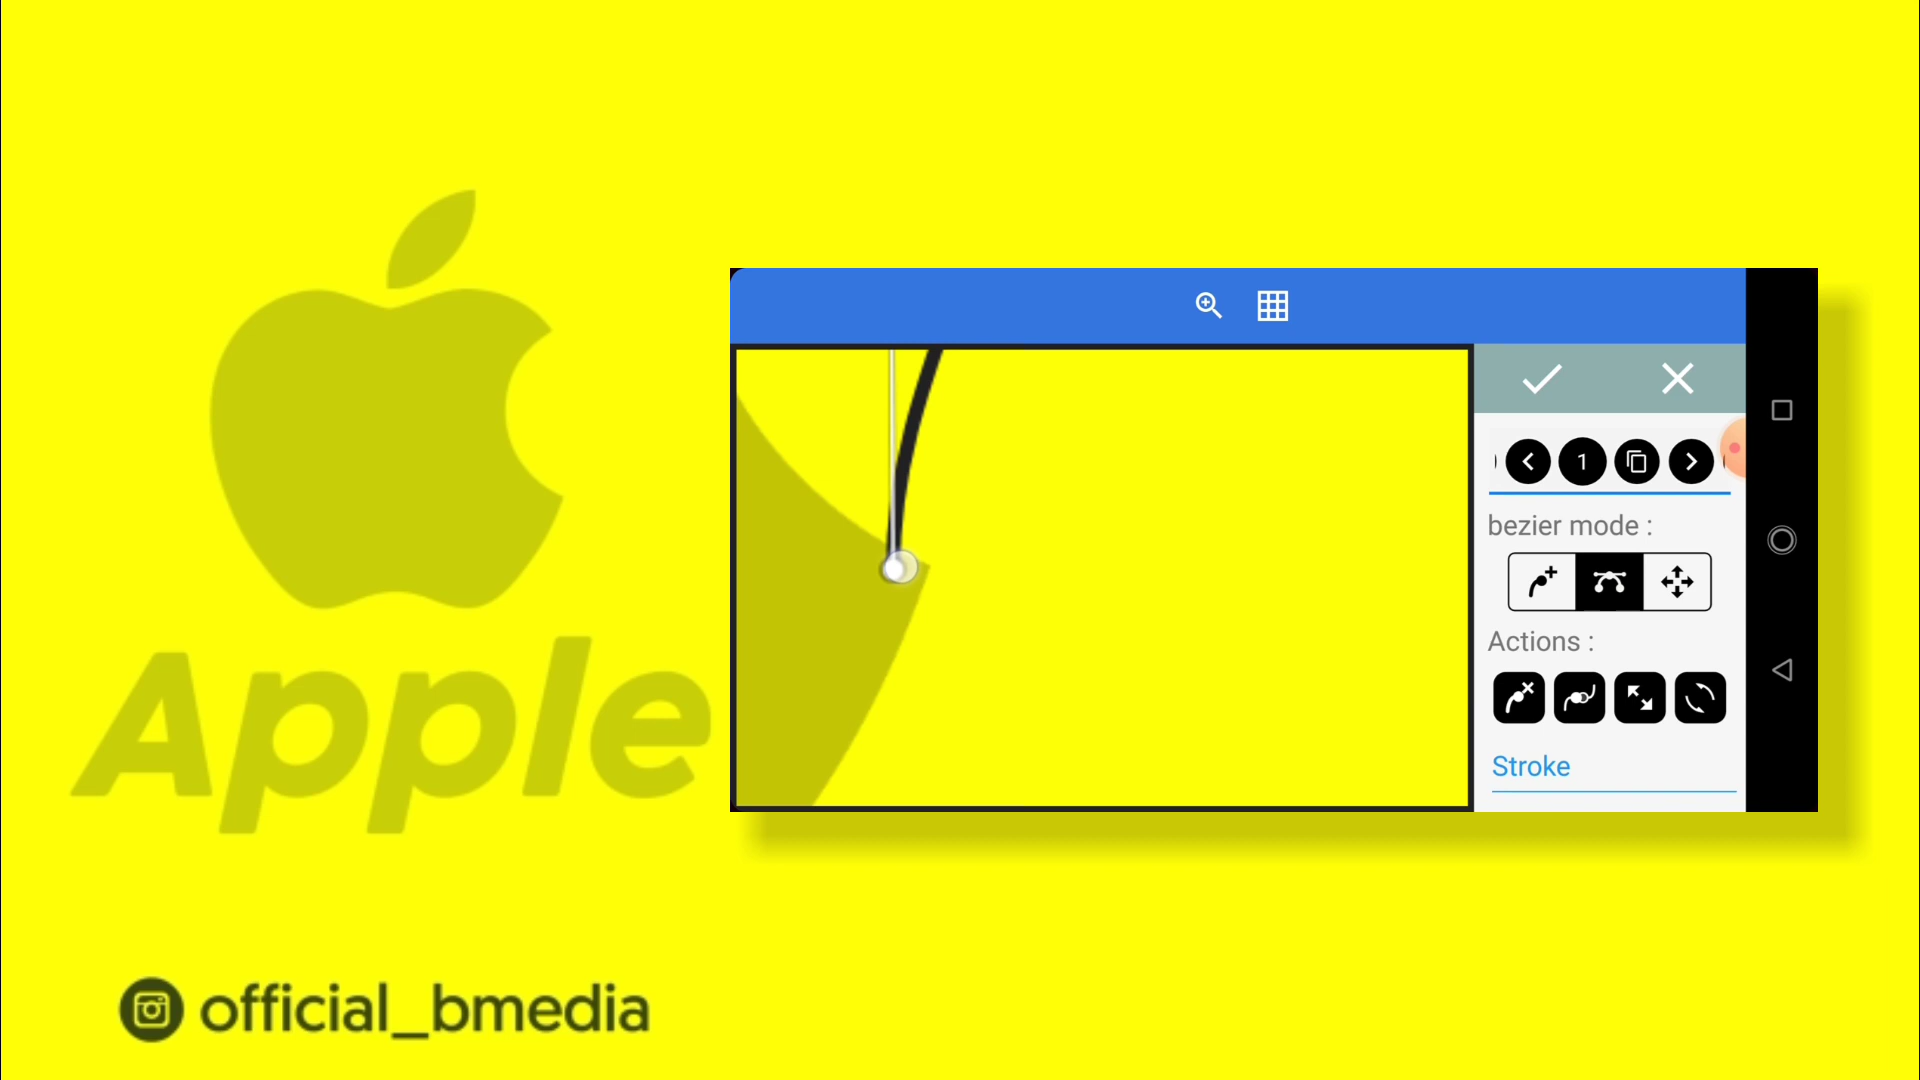 Apple
official_bmedia
1
bezier mode :
Actions :
Stroke